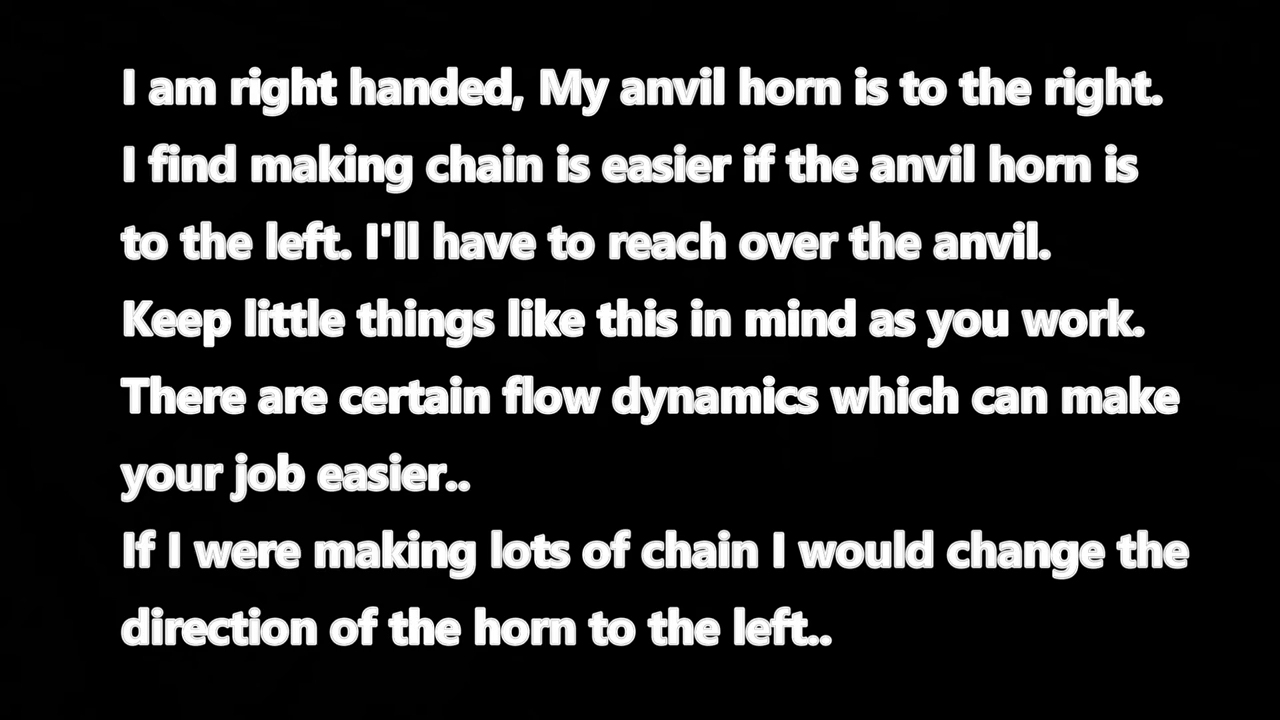 I am right handed, My anvil horn is to the right.
I find making chain is easier if the anvil horn is
to the left. I'll have to reach over the anvil.
Keep little things like this in mind as you work.
There are certain flow dynamics which can make
your job easier..
If I were making lots of chain I would change the
direction of the horn to the left..